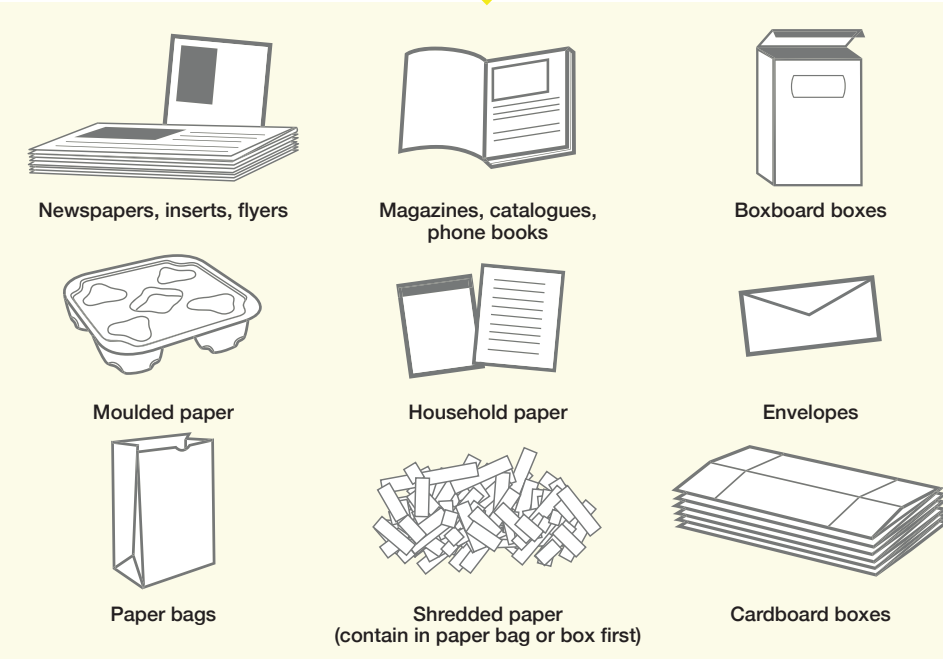 Newspapers, inserts, flyers
Magazines, catalogues,
phone books
Boxboard boxes
Moulded paper
Household paper
Envelopes
Paper bags
Shredded paper
(contain in paper bag or box first)
Cardboard boxes